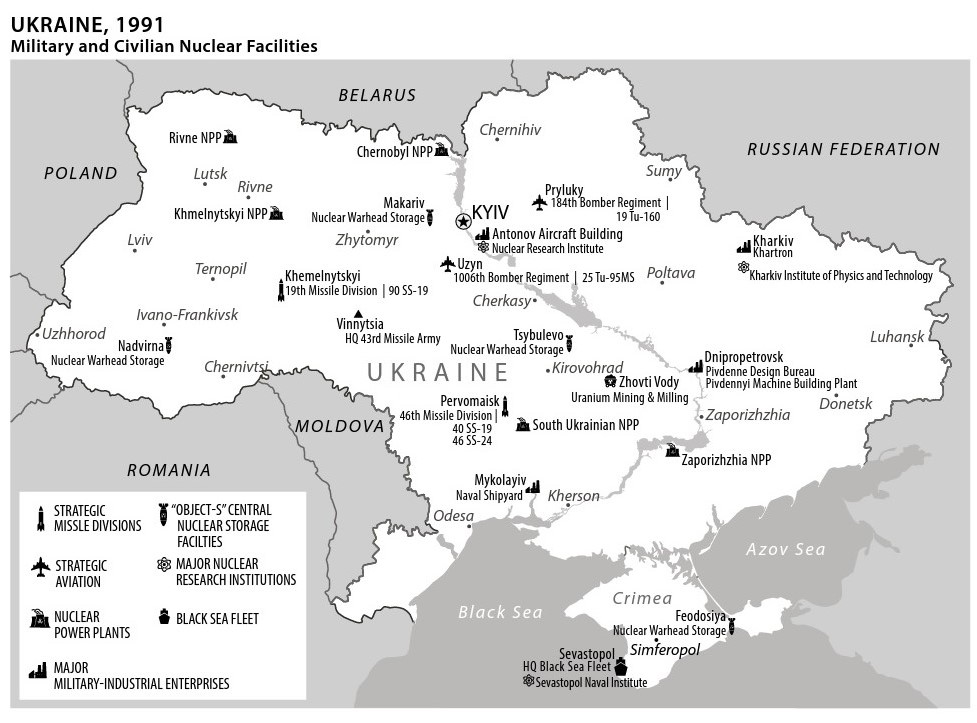 UKRAINE, 1991
Military and Civilian Nuclear Facilities
BELARUS
Chernihiv
Rivne NPP
Chernobyl NPP
RUSSIAN FEDERATION
POLAND
Lutsk
Rivne
Sumy
Pryluky
184th Bomber Regiment |
19 Tu-160
Makariv
Nuclear Warhead Storage
KYIV
Khmelnytskyi NPP
Zhytomyr
Antonov Aircraft Building
Nuclear Research Institute
Lviv
Kharkiv
Khartron
Kharkiv Institute of Physics and Technology
Uzyn
1006th Bomber Regiment | 25 Tu-95MS
Ternopil
Khemelnytskyi
19th Missile Division | 90 SS-19
Poltava
Cherkasy
Ivano-Frankivsk
Vinnytsia
HQ 43rd Missile Army
Uzhhorod
Nadvirna
Nuclear Warhead Storage
Tsybulevo
Nuclear Warhead Storage
Luhansk
Chernivtsi
UKRAINE
Kirovohrad
Dnipropetrovsk
Pivdenne Design Bureau
Pivdennyi Machine Building Plant
Zhovti Vody
Uranium Mining & Milling
Donetsk
Pervomaisk
46th Missile Division |
40 SS-19
46 SS-24
South Ukrainian NPP
Zaporizhzhia
MOLDOVA
Zaporizhzhia NPP
ROMANIA
Mykolayiv
Naval Shipyard
Kherson
Odesa
Azov Sea
Black Sea
Crimea
Feodosiya
Nuclear Warhead Storage
Simferopol
Sevastopol
HQ Black Sea Fleet
Sevastopol Naval Institute
STRATEGIC
MISSLE DIVISIONS
STRATEGIC
AVIATION
NUCLEAR
POWER PLANTS
MAJOR
MILITARY-INDUSTRIAL ENTERPRISES
“OBJECT-S” CENTRAL
NUCLEAR STORAGE
FACILTIES
MAJOR NUCLEAR
RESEARCH INSTITUTIONS
BLACK SEA FLEET